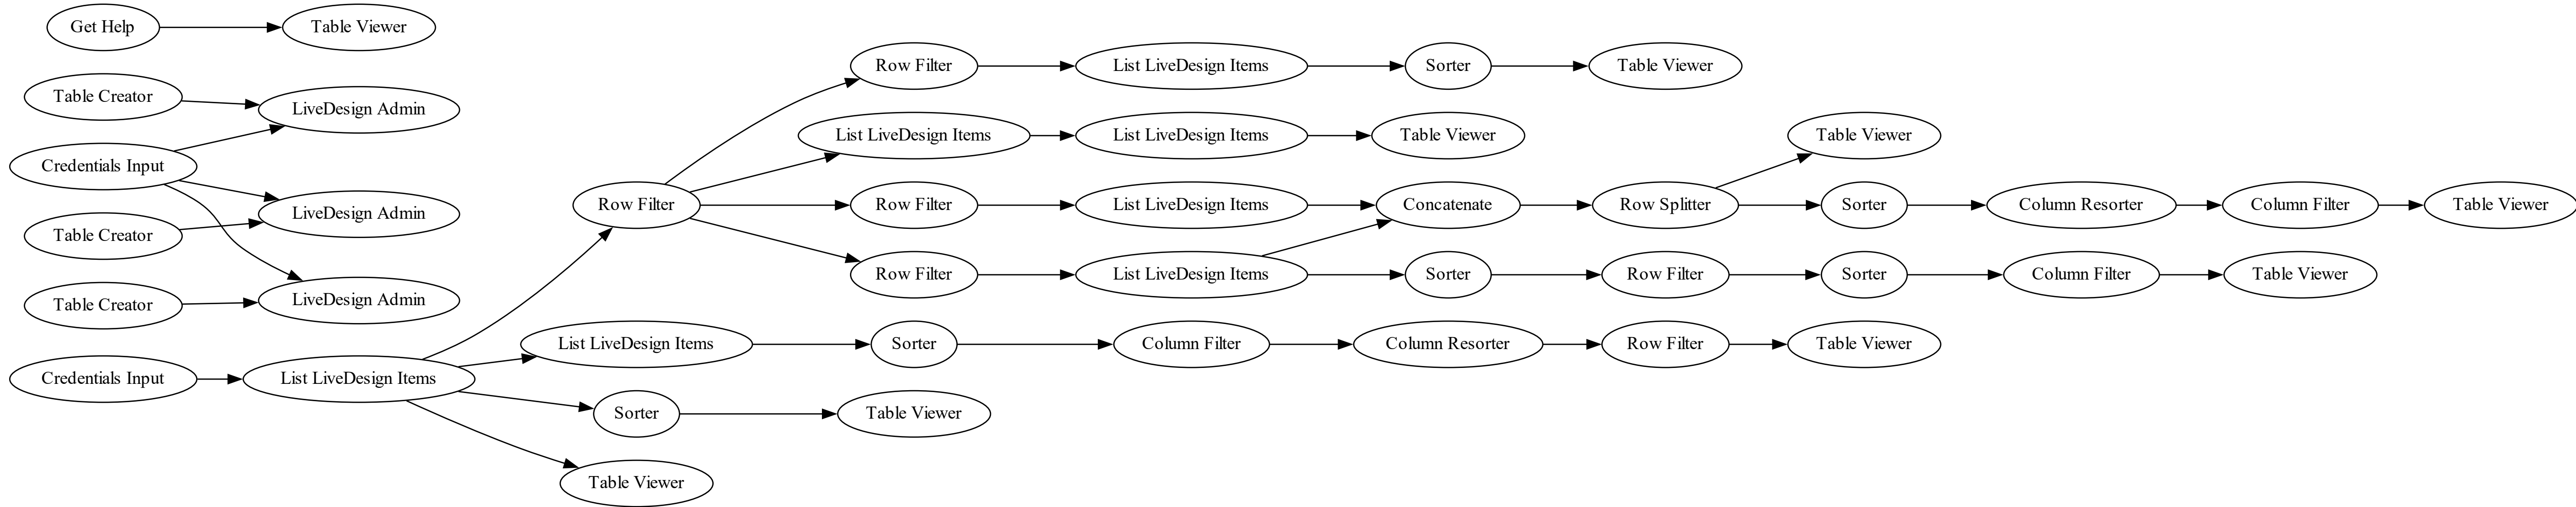 Get Help
Table Viewer
Row Filter
List LiveDesign Items
Sorter
Table Viewer
Table Creator
LiveDesign Admin
List LiveDesign Items
List LiveDesign Items
Table Viewer
Table Viewer
Credentials Input
LiveDesign Admin
Row Filter
Row Filter
List LiveDesign Items
Concatenate
Row Splitter
Sorter
Column Resorter
Column Filter
Table Viewer
Table Creator
Row Filter
List LiveDesign Items
Sorter
Row Filter
Sorter
Column Filter
Table Viewer
Table Creator
LiveDesign Admin
List LiveDesign Items
Sorter
Column Filter
Column Resorter
Row Filter
Table Viewer
Credentials Input
List LiveDesign Items
Sorter
Table Viewer
Table Viewer